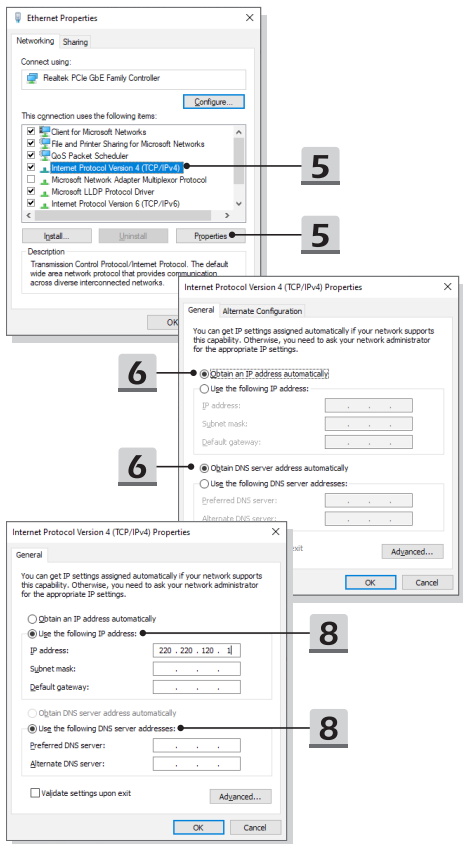 Ethernet Properties
Networking
Sharing
Connect using:
Realtek PCIe GbE Family Controller
Configure...
This connection uses the following items:
Client for Microsoft Networks
File and Printer Sharing for Microsoft Networks
QoS Packet Scheduler
Internet Protocol Version 4 (TCP/IPv4)
5
Microsoft Network Adapter Multiplexor Protocol
Microsoft LLDP Protocol Driver
Internet Protocol Version 6 (TCP/IPv6)
Install...
Uninstall
Properties
5
Description
Transmission Control Protocol/Internet Protocol. The default
wide area network protocol that provides communication
across diverse interconnected networks.
OK
Internet Protocol Version 4 (TCP/IPv4) Properties
General
Alternate Configuration
You can get IP settings assigned automatically if your network supports
this capability. Otherwise, you need to ask your network administrator
for the appropriate IP settings.
6
Obtain an IP address automatically
Use the following IP address:
IP address:
Subnet mask:
Default gateway:
6
Obtain DNS server address automatically
Use the following DNS server addresses:
Preferred DNS server:
Alternate DNS server:
exit
Advanced...
OK
Cancel
Internet Protocol Version 4 (TCP/IPv4) Properties
General
You can get IP settings assigned automatically if your network supports
this capability. Otherwise, you need to ask your network administrator
for the appropriate IP settings.
Obtain an IP address automatically
Use the following IP address:
8
IP address:
220 . 220 . 120 . 1
Subnet mask:
Default gateway:
Obtain DNS server address automatically
Use the following DNS server addresses:
8
Preferred DNS server:
Alternate DNS server:
Validate settings upon exit
Advanced...
OK
Cancel